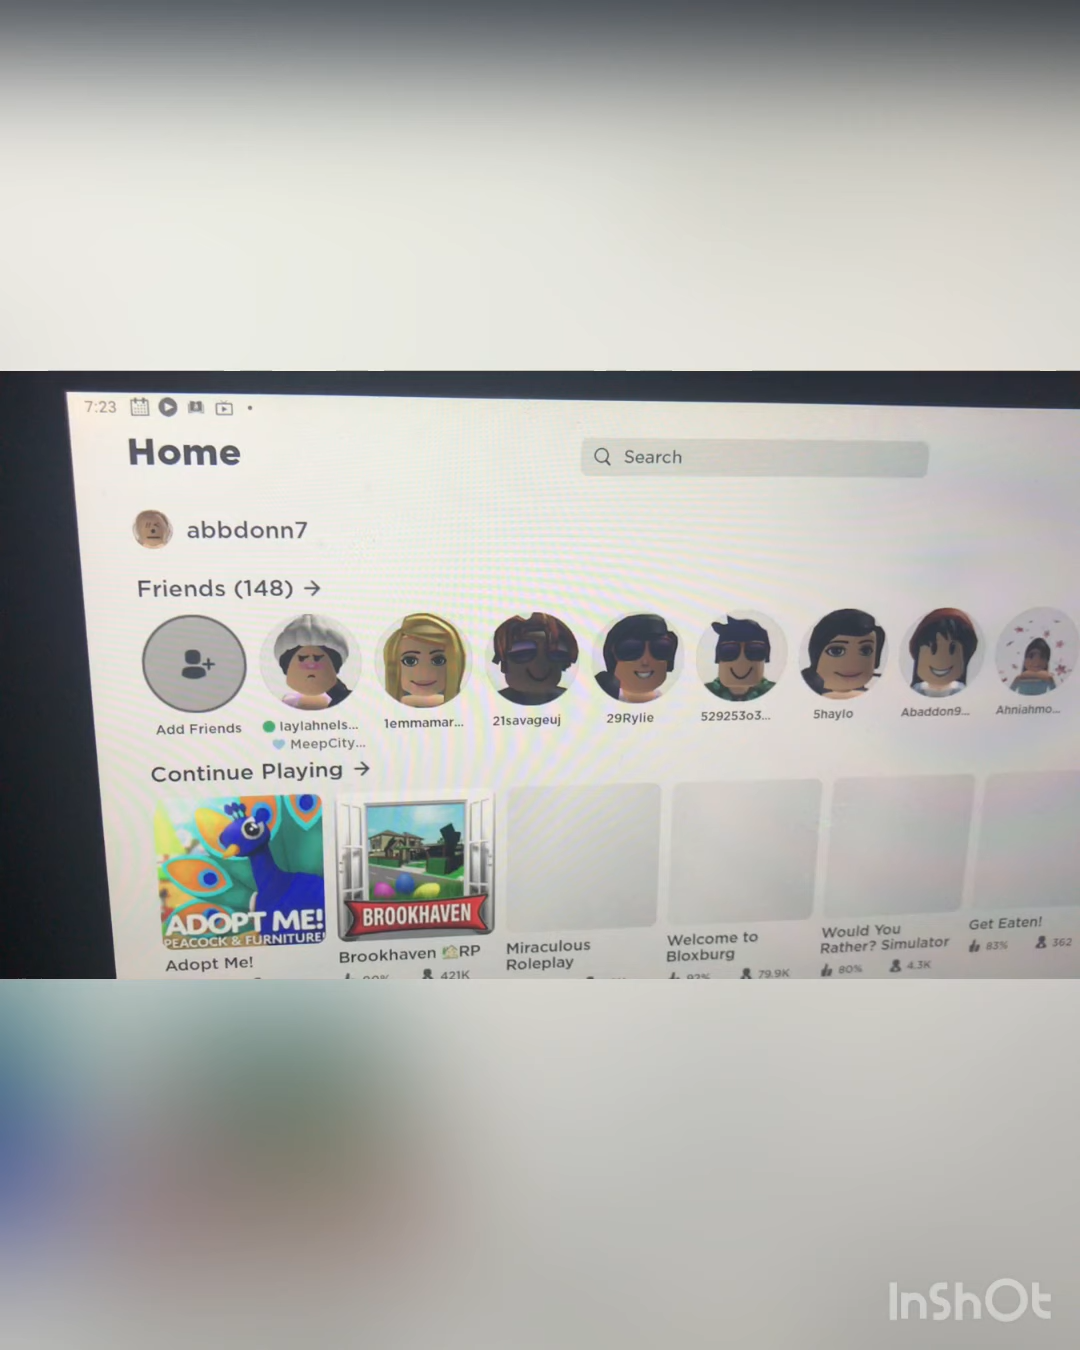 7:23
Home
Search
abbdonn7
Friends (148) →
Add Friends
laylahnels...
MeepCity...
1emmamar...
21savageuj
29Rylie
529253o3...
5haylo
Abaddon9...
Ahniahmo...
Continue Playing →
ADOPT ME!
PEACOCK & FURNITURE!
BROOKHAVEN
Adopt Me!
Brookhaven 🏡RP
421K
Miraculous
Roleplay
Welcome to
Bloxburg
79.9K
Would You
Rather? Simulator
80% 4.3K
Get Eaten!
83% 362
InShOt